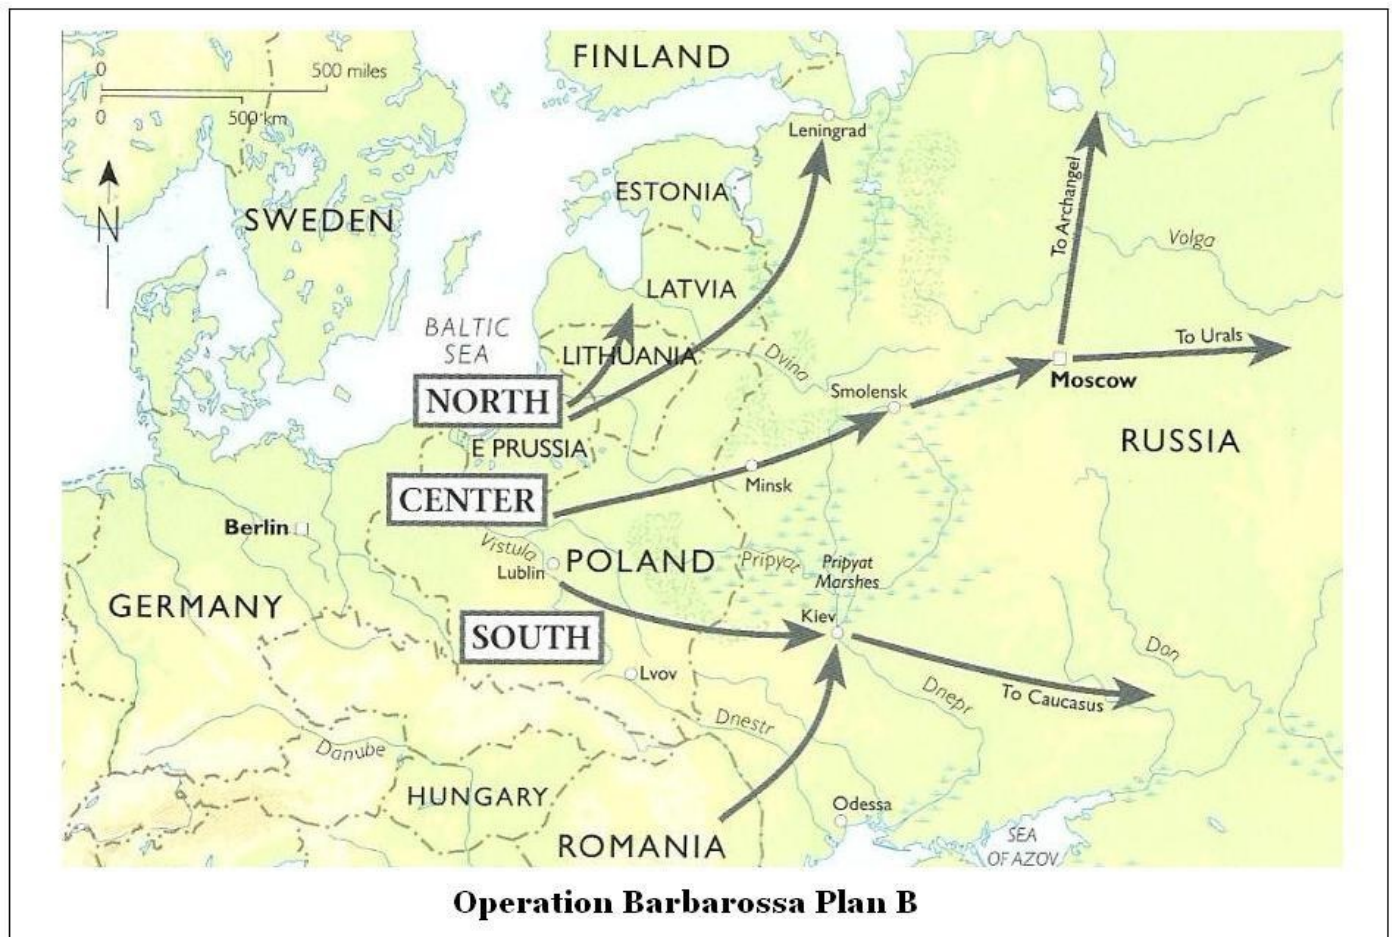 FINLAND
0
500 miles
0
500 km
Leningrad
N
ESTONIA
SWEDEN
To Archangel
Volga
LATVIA
BALTIC
SEA
LITHUANIA
Dvina
To Urals
Moscow
Smolensk
NORTH
RUSSIA
E PRUSSIA
Minsk
CENTER
Berlin
Vistula
Lublin
POLAND
Pripyat
Pripyat
Marshes
GERMANY
Kiev
SOUTH
Don
Lvov
Dnepr
To Caucasus
Dnestr
Danube
HUNGARY
Odessa
ROMANIA
SEA
OF AZOV
Operation Barbarossa Plan B